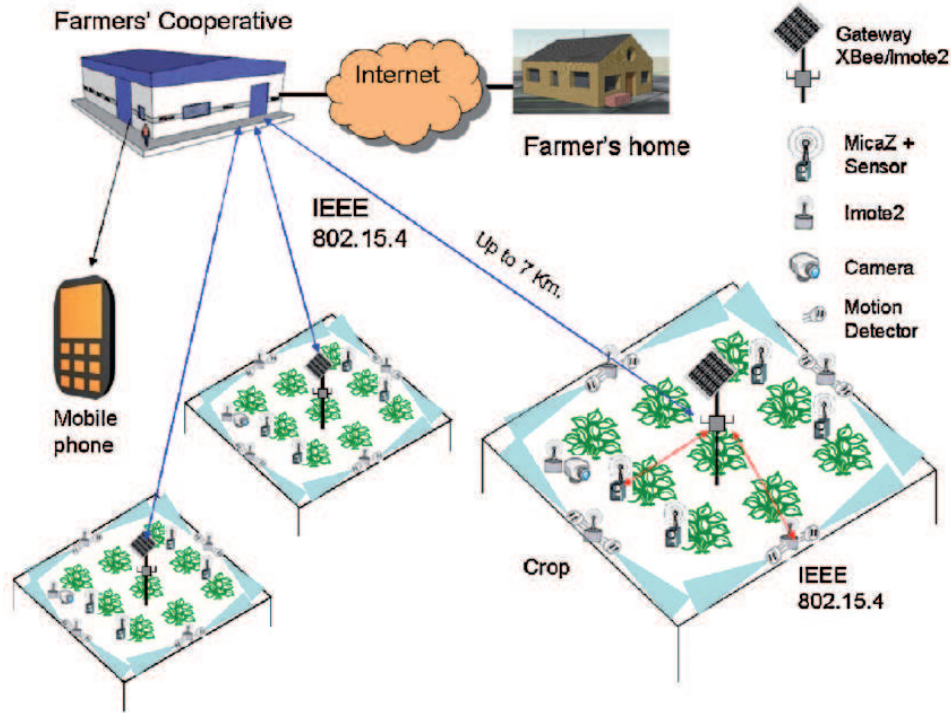 Farmers' Cooperative
Internet
Farmer's home
Gateway
XBee/Imote2
MicaZ +
Sensor
Imote2
Camera
Motion
Detector
IEEE
802.15.4
Up to 7 Km.
Mobile
phone
Crop
IEEE
802.15.4